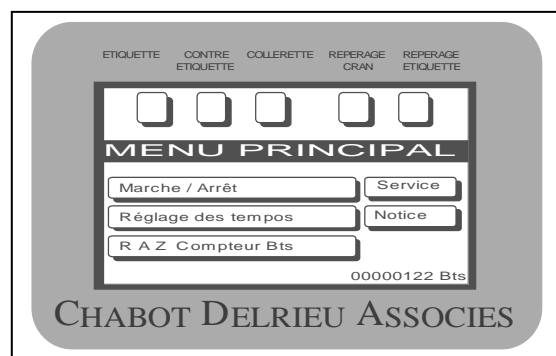 ETIQUETTE CONTRE ETIQUETTE COLLERETTE REPERAGE CRAN REPERAGE ETIQUETTE
MENU PRINCIPAL
Marche / Arrêt Service
Réglage des tempos Notice
R A Z Compteur Bts
00000122 Bts
CHABOT DELRIEU ASSOCIES